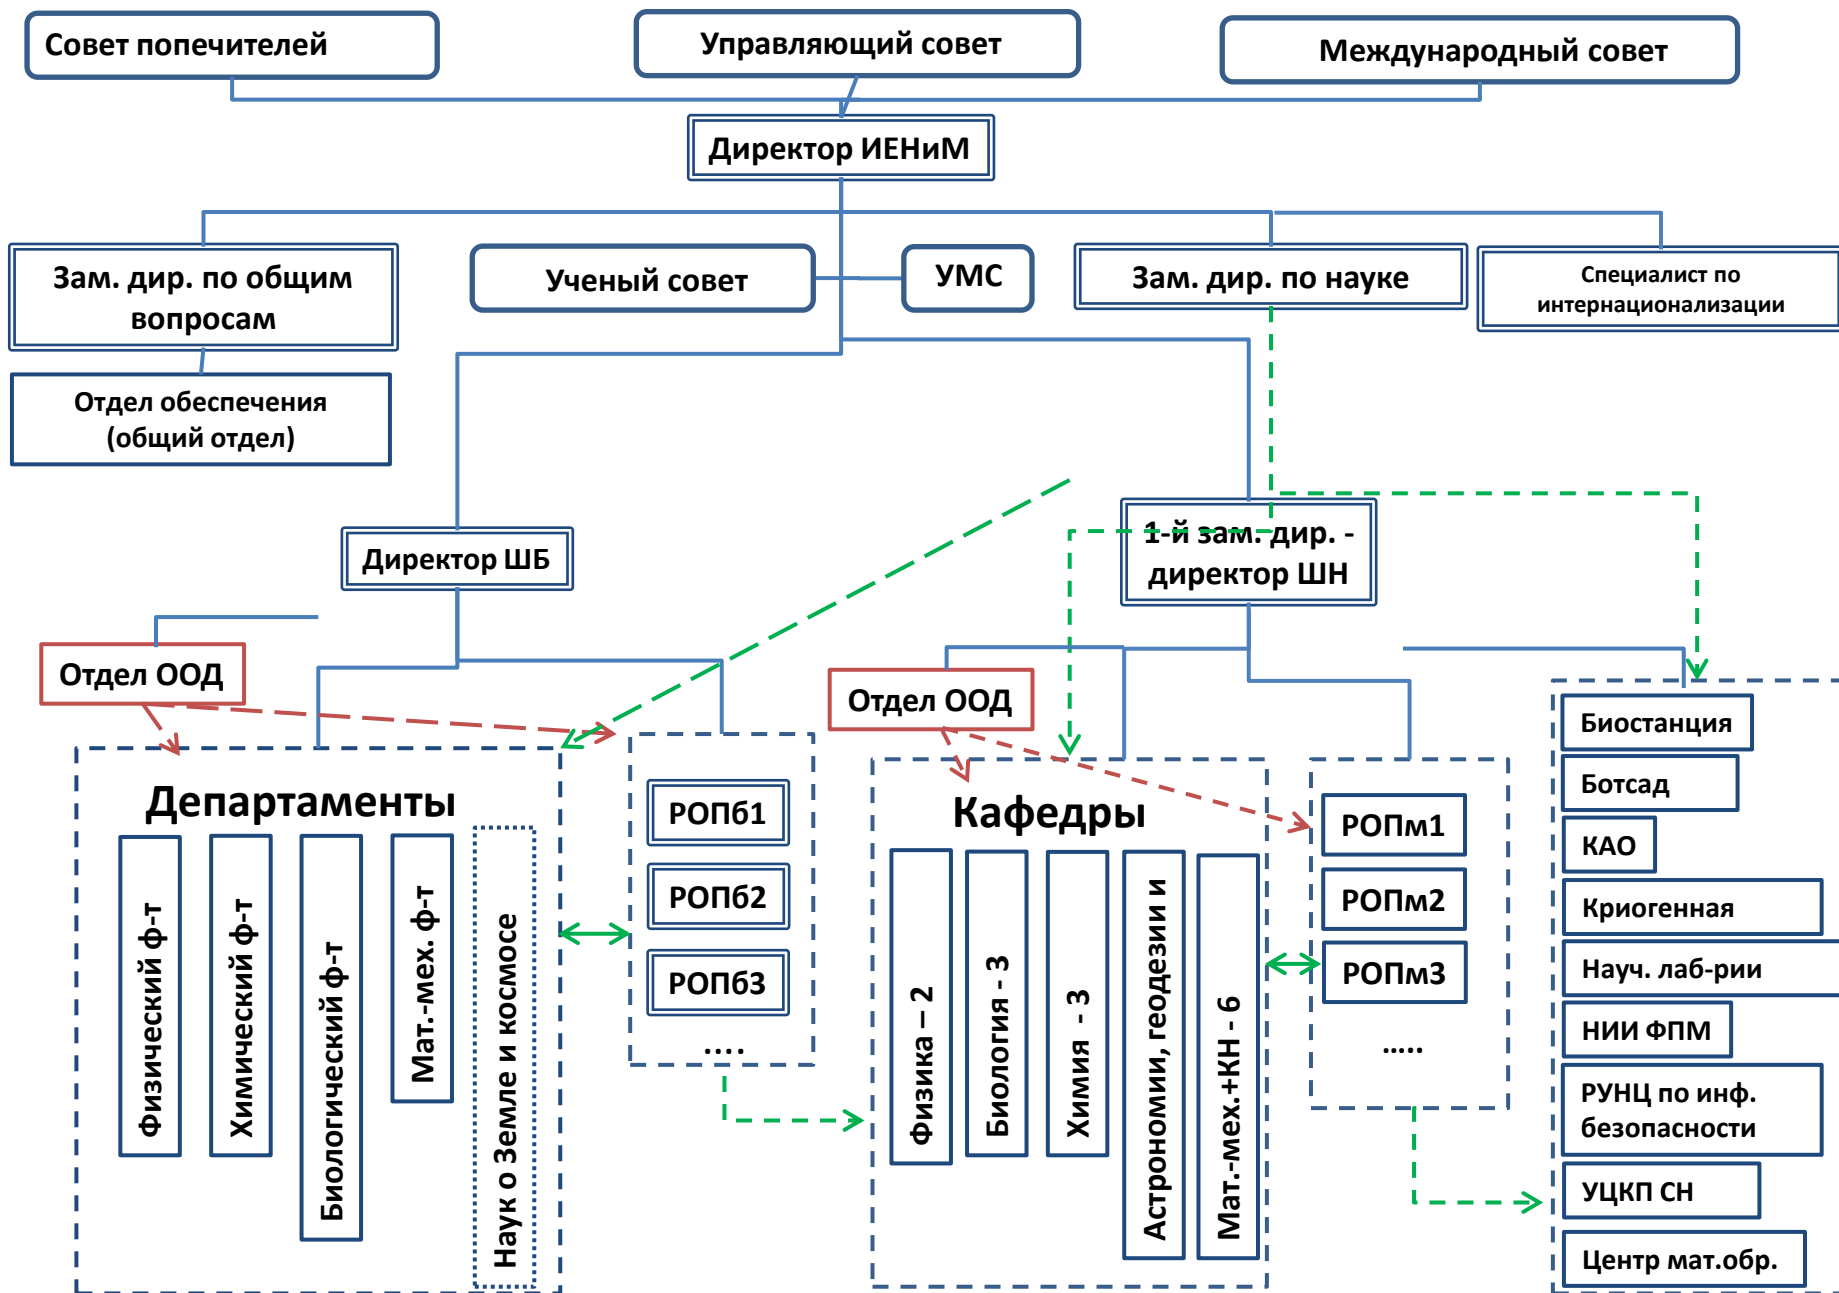 Совет попечителей
Управляющий совет
Международный совет
Директор ИЕНиМ
Зам. дир. по общим
вопросам
Ученый совет
УМС
Зам. дир. по науке
Специалист по
интернационализации
Отдел обеспечения
(общий отдел)
Директор ШБ
1-й зам. дир. -
директор ШН
Отдел ООД
Отдел ООД
Департаменты
Физический ф-т
Химический ф-т
Биологический ф-т
Мат.-мех. ф-т
Наук о Земле и космосе
РОПб1
РОПб2
РОПб3
....
Кафедры
Физика – 2
Биология - 3
Химия - 3
Астрономии, геодезии и
Мат.-мех.+КН - 6
РОПм1
РОПм2
РОПм3
.....
Биостанция
Ботсад
КАО
Криогенная
Науч. лаб-рии
НИИ ФПМ
РУНЦ по инф.
безопасности
УЦКП СН
Центр мат.обр.